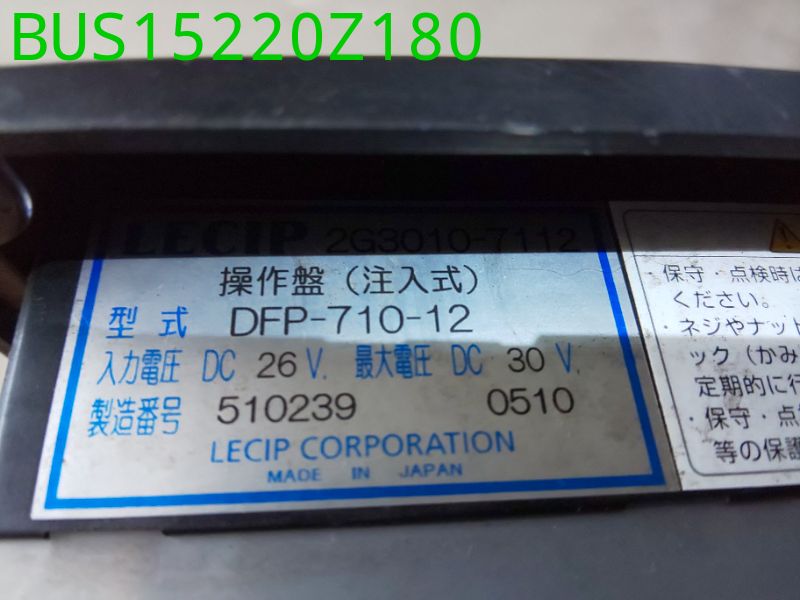 BUS15220Z180
LECIP 2G3010-7112
操作盤（注入式）
型式 DFP-710-12
入力電圧 DC 26 V. 最大電圧 DC 30 V.
製造番号 510239 0510
LECIP CORPORATION
MADE IN JAPAN
・保守・点検時は
ください。
・ネジやナット
ック（かみ
定期的に行
・保守・点
等の保護